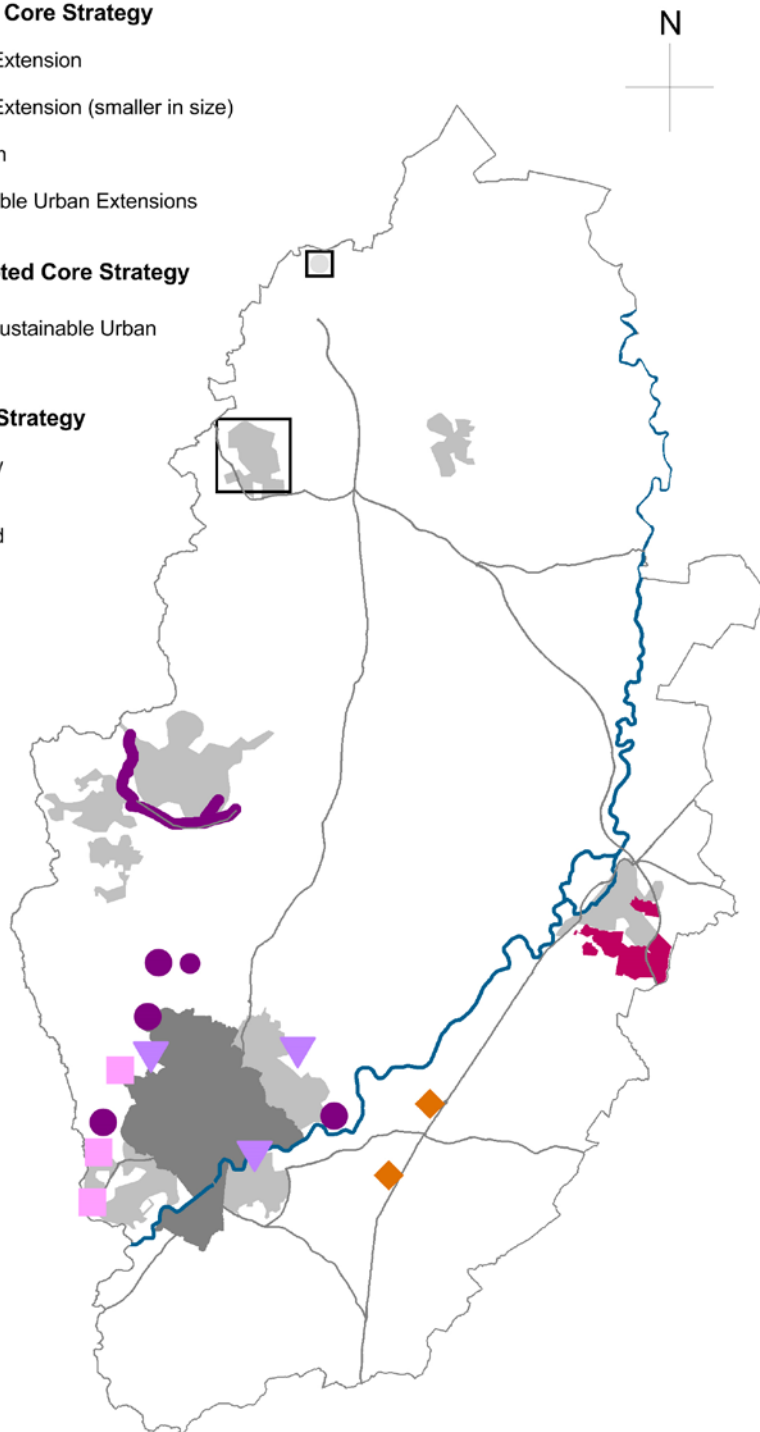 Core Strategy
N
Extension
Extension (smaller in size)
ble Urban Extensions
ted Core Strategy
ustainable Urban
Strategy